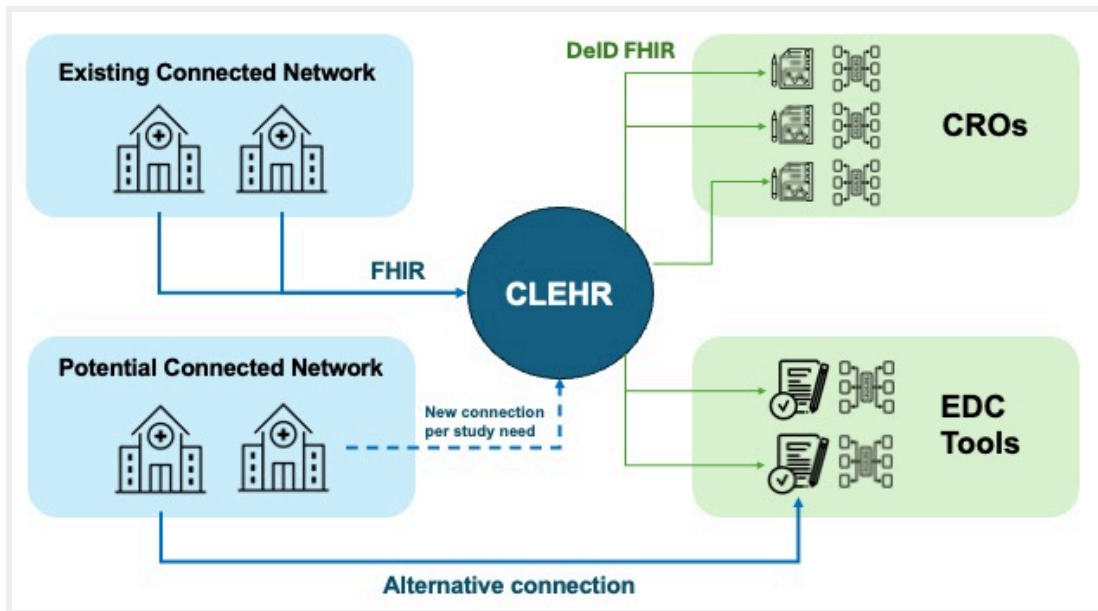 Existing Connected Network
DeID FHIR
CROs
FHIR
CLEHR
Potential Connected Network
New connection
per study need
EDC
Tools
Alternative connection